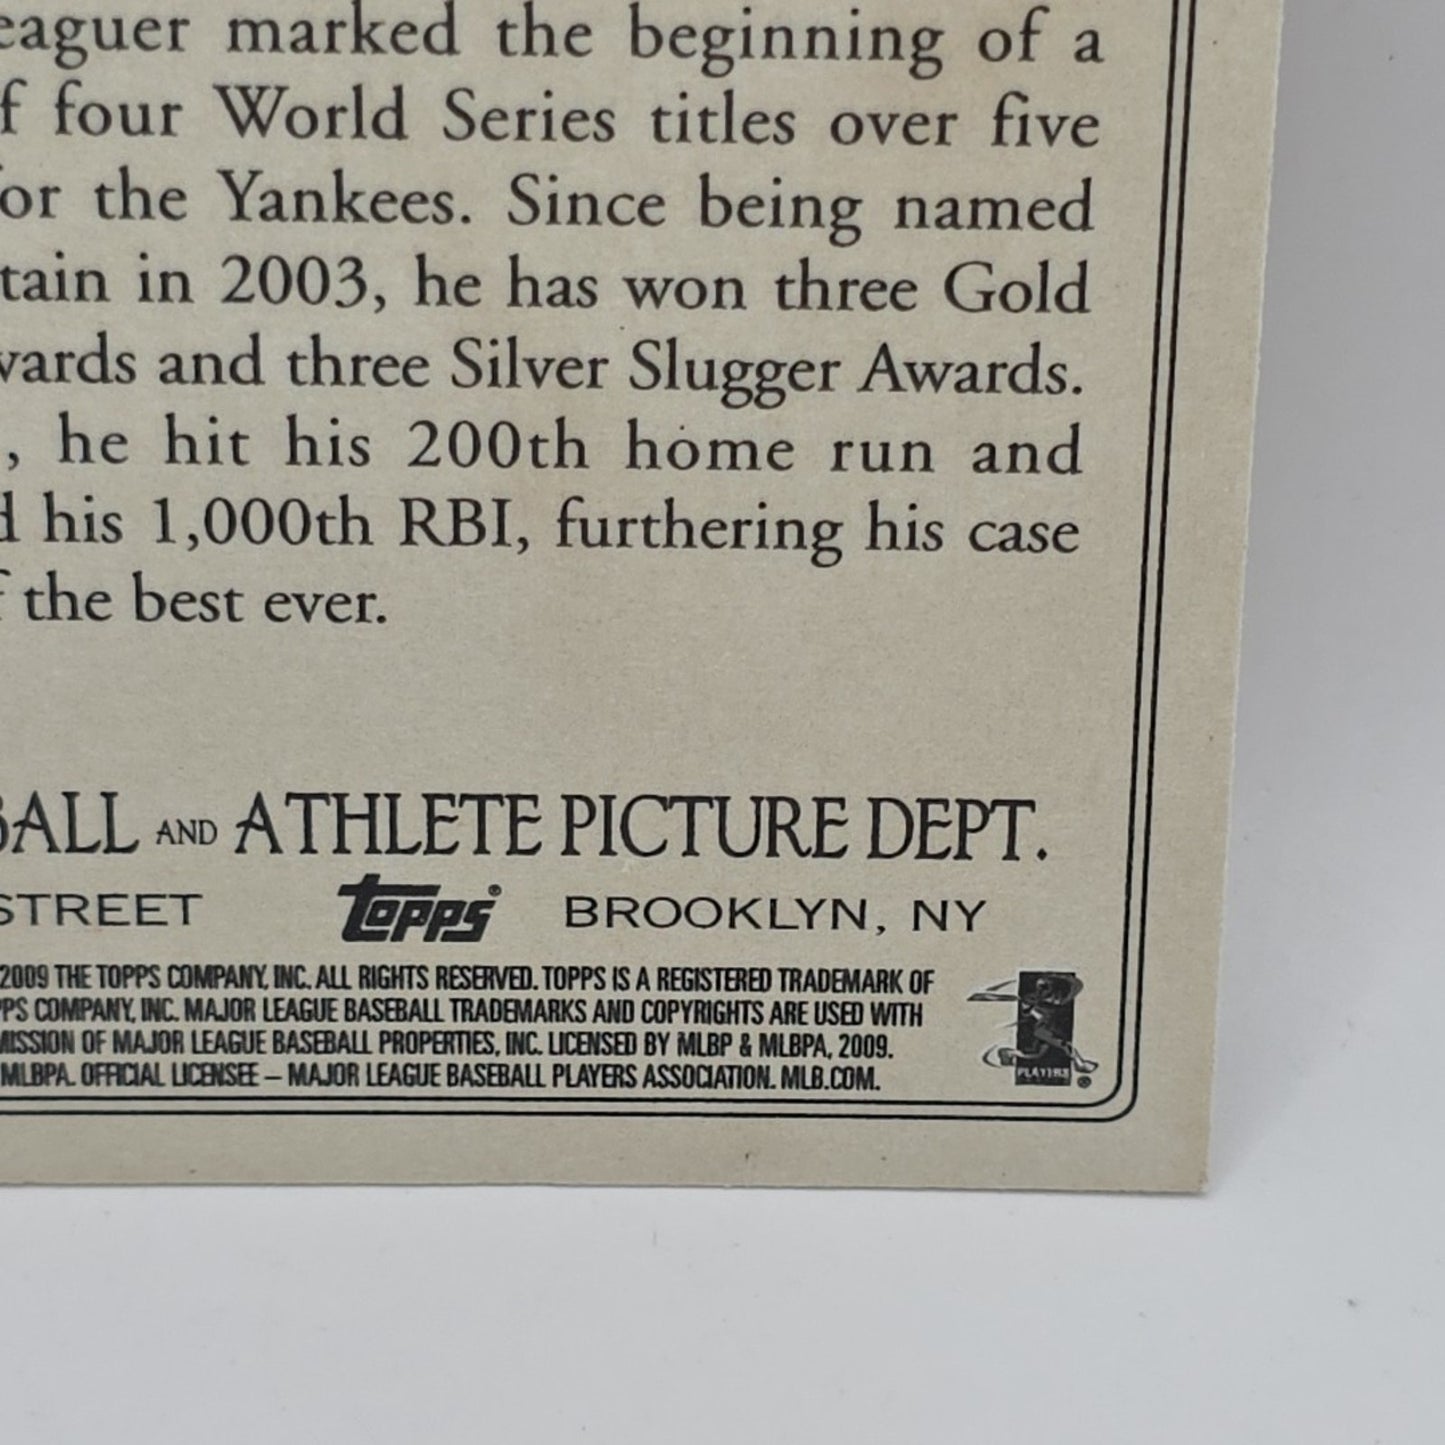 eaguer marked the beginning of a
f four World Series titles over five
or the Yankees. Since being named
tain in 2003, he has won three Gold
wards and three Silver Slugger Awards.
, he hit his 200th home run and
d his 1,000th RBI, furthering his case
f the best ever.
BALL AND ATHLETE PICTURE DEPT.
STREET topps® BROOKLYN, NY
2009 THE TOPPS COMPANY, INC. ALL RIGHTS RESERVED. TOPPS IS A REGISTERED TRADEMARK OF
PPS COMPANY, INC. MAJOR LEAGUE BASEBALL TRADEMARKS AND COPYRIGHTS ARE USED WITH
MISSION OF MAJOR LEAGUE BASEBALL PROPERTIES, INC. LICENSED BY MLBP & MLBPA, 2009.
MLBPA. OFFICIAL LICENSEE – MAJOR LEAGUE BASEBALL PLAYERS ASSOCIATION. MLB.COM.
PLAYERS ®